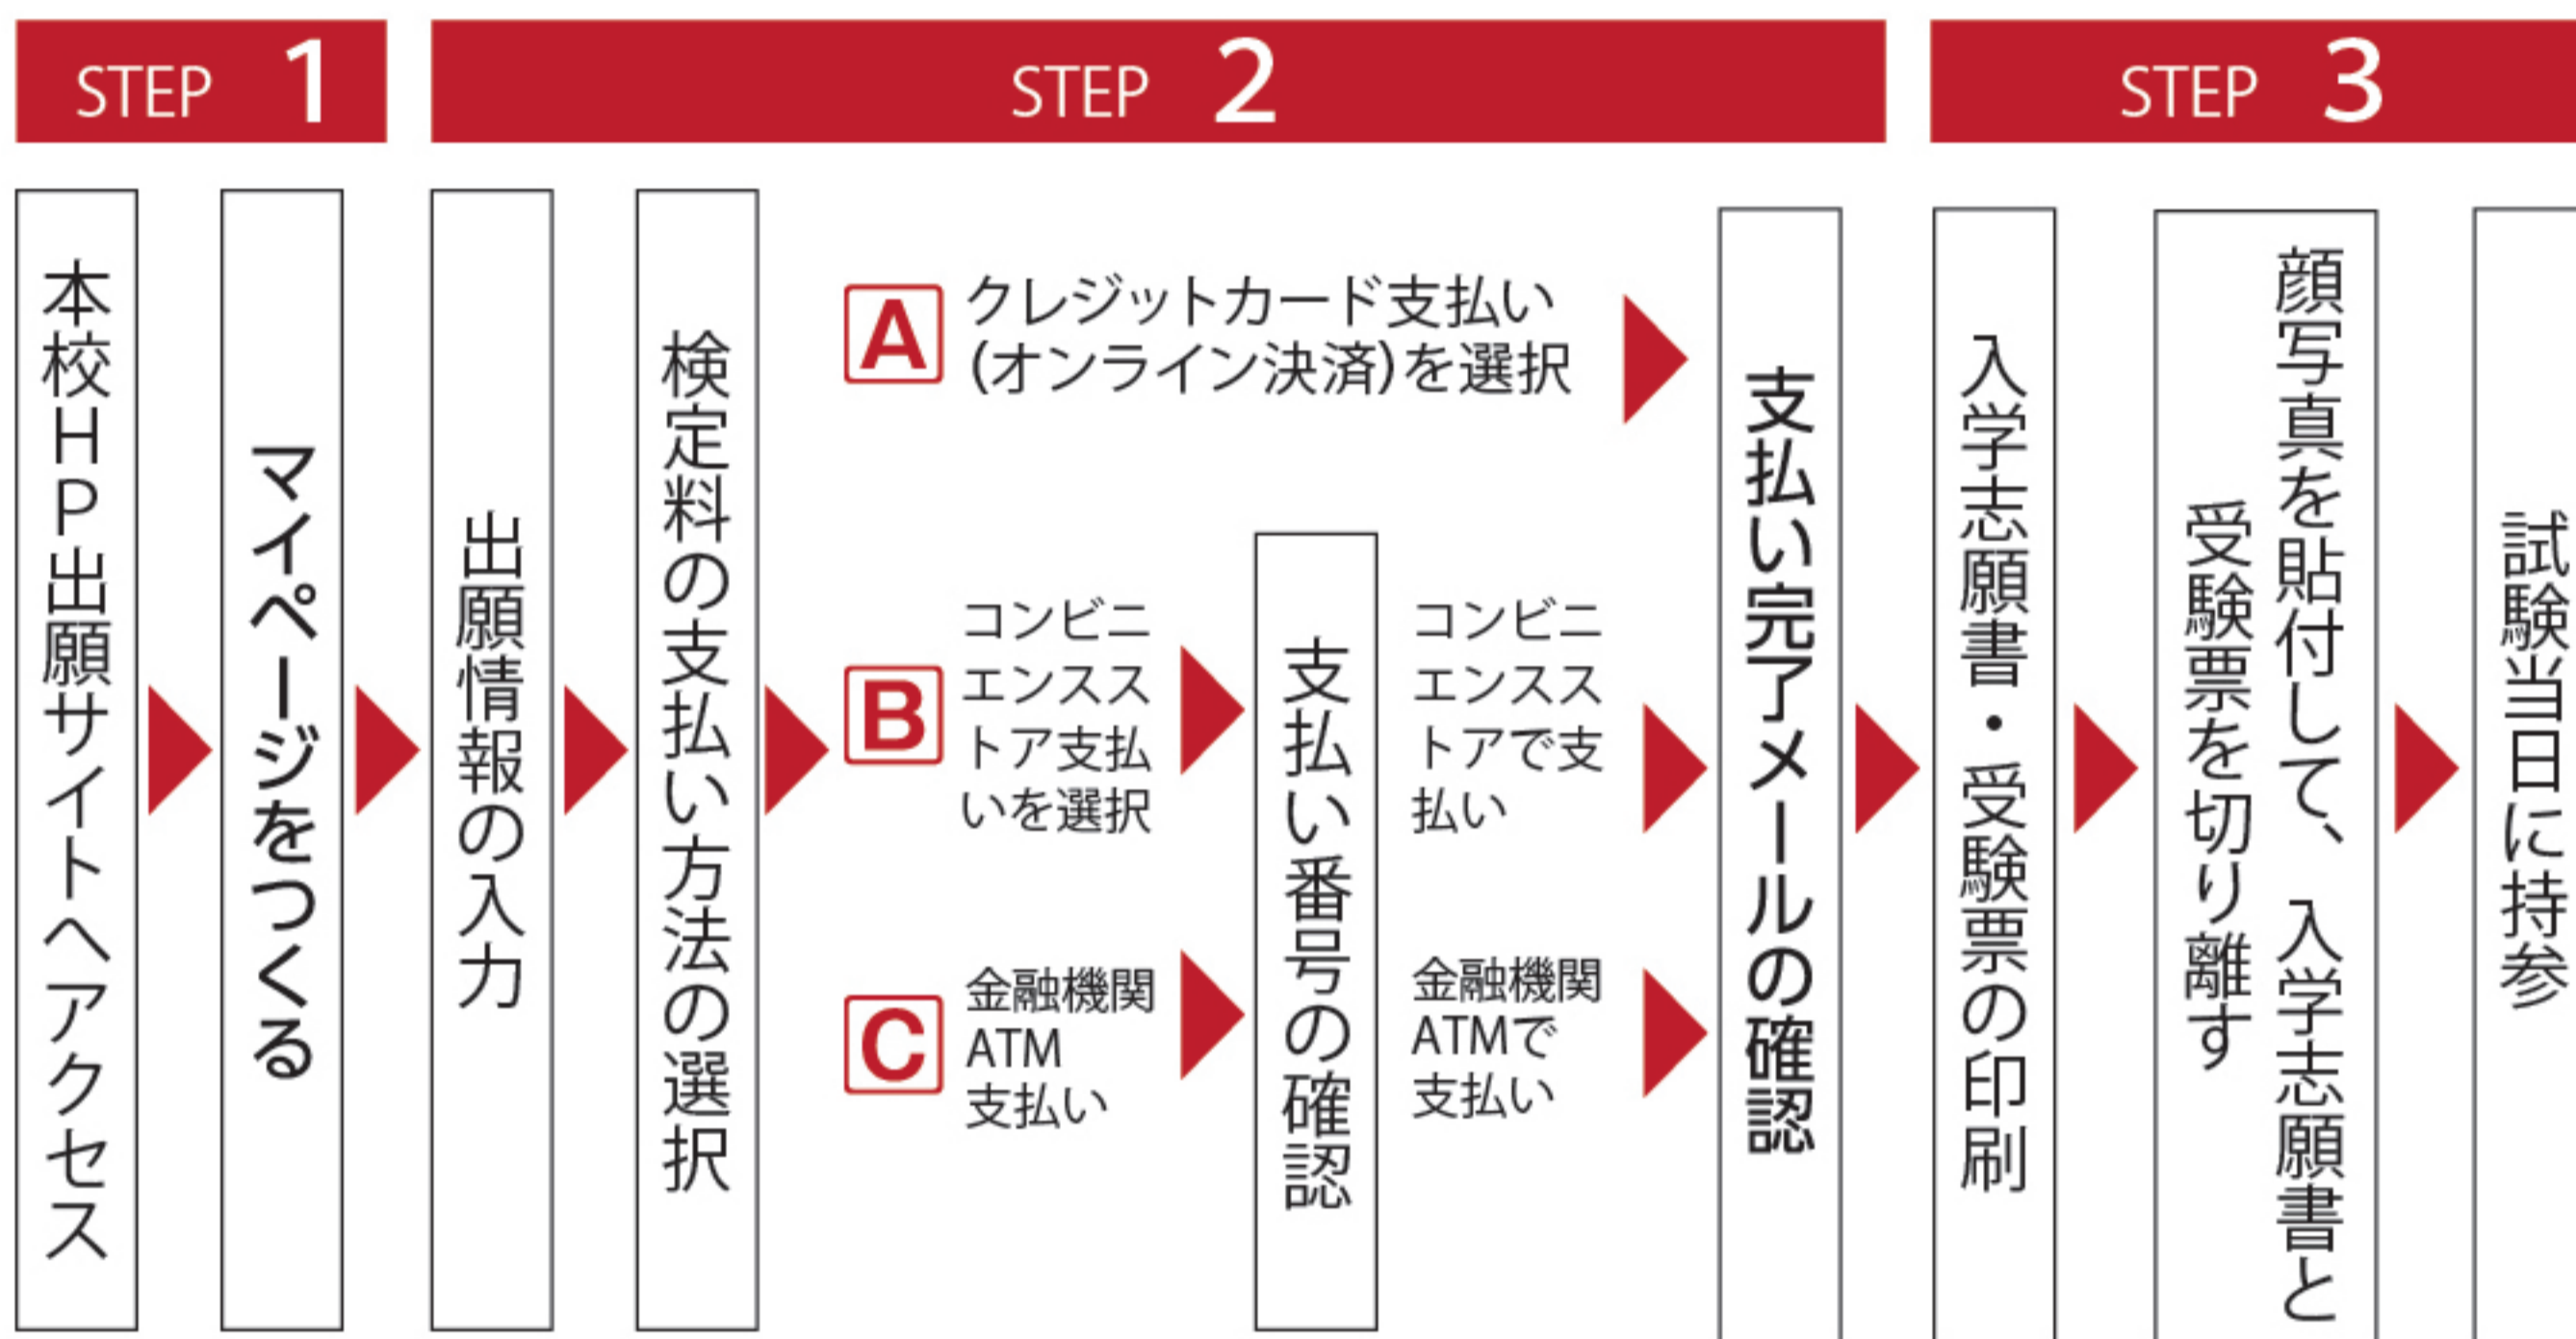 STEP 1
本校HP出願サイトへアクセス
マイページをつくる
STEP 2
出願情報の入力
検定料の支払い方法の選択
A
クレジットカード支払い
(オンライン決済)を選択
B
コンビニ
エンスス
トア支払
いを選択
C
金融機関
ATM
支払い
支払い番号の確認
コンビニ
エンスス
トアで支
払い
金融機関
ATMで
支払い
支払い完了メールの確認
STEP 3
入学志願書・受験票の印刷
顔写真を貼付して、入学志願書と
受験票を切り離す
試験当日に持参